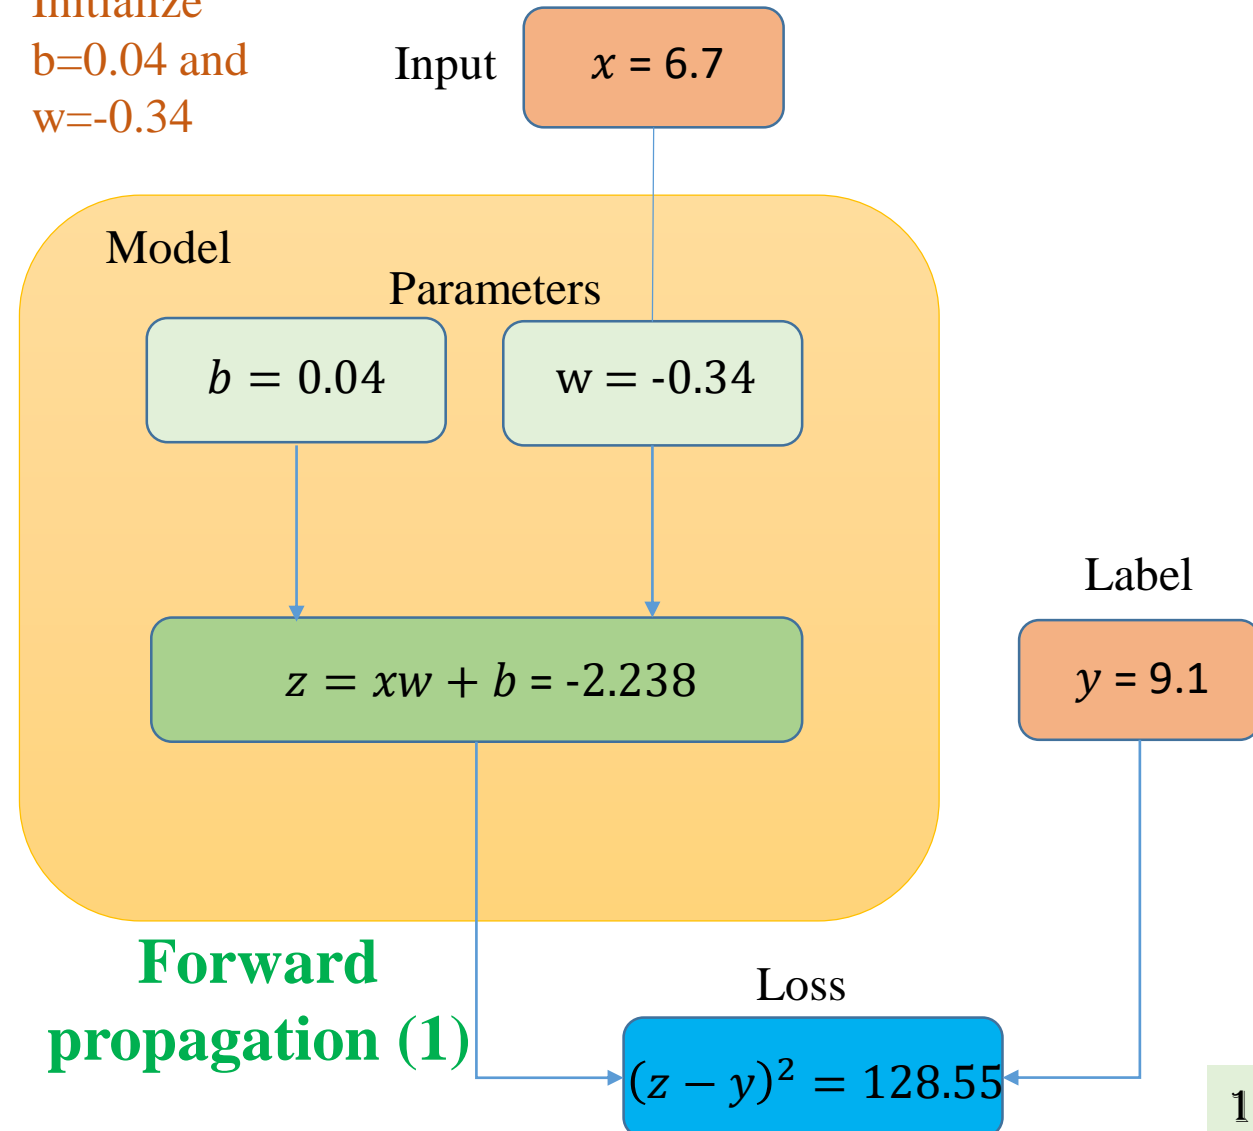 Initialize
b=0.04 and
w=-0.34
Input
x = 6.7
Model
Parameters
b = 0.04
w = -0.34
z = xw + b = -2.238
Label
y = 9.1
Forward
propagation (1)
Loss
(z − y)² = 128.55
1